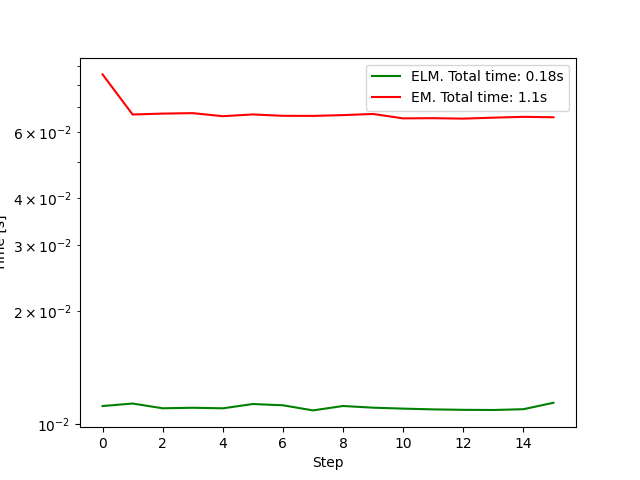 ELM. Total time: 0.18s
EM. Total time: 1.1s
6 × 10⁻²
4 × 10⁻²
3 × 10⁻²
2 × 10⁻²
10⁻²
0 2 4 6 8 10 12 14
Step
[s]